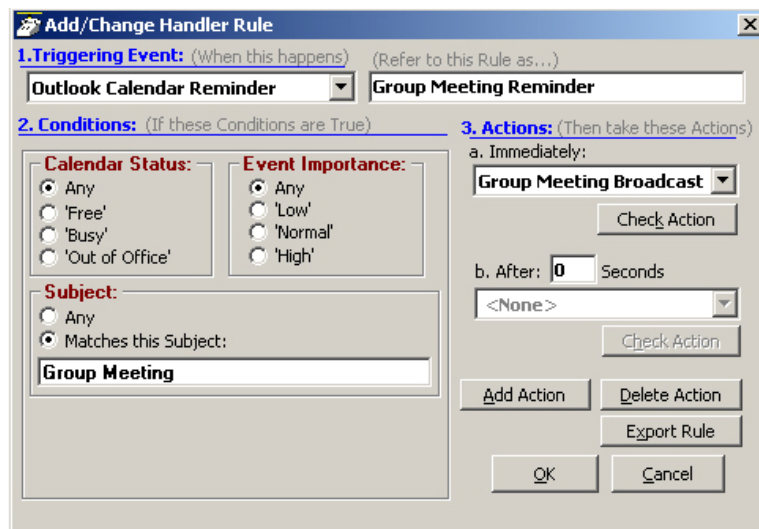 Add/Change Handler Rule
1.Triggering Event: (When this happens)
(Refer to this Rule as...)
Outlook Calendar Reminder
Group Meeting Reminder
2. Conditions: (If these Conditions are True)
Calendar Status:
Any
'Free'
'Busy'
'Out of Office'
Event Importance:
Any
'Low'
'Normal'
'High'
Subject:
Any
Matches this Subject:
Group Meeting
3. Actions: (Then take these Actions)
a. Immediately:
Group Meeting Broadcast
Check Action
b. After: 0 Seconds
<None>
Check Action
Add Action
Delete Action
Export Rule
OK
Cancel